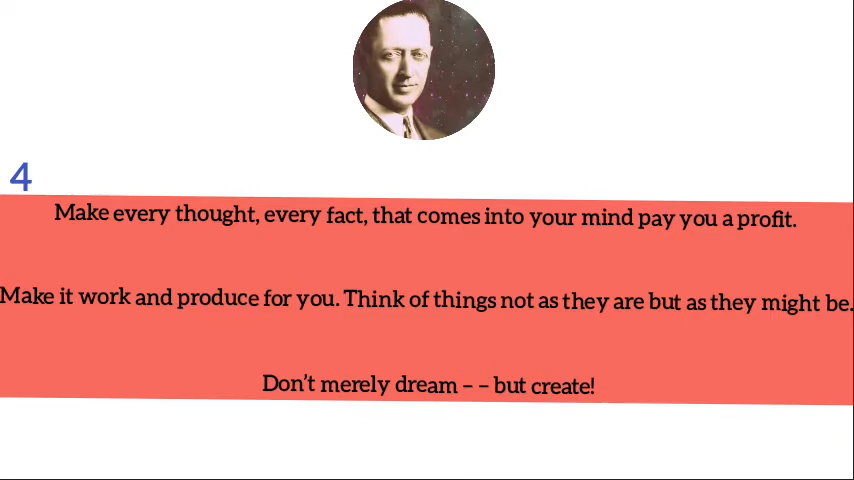 4
Make every thought, every fact, that comes into your mind pay you a profit.
Make it work and produce for you. Think of things not as they are but as they might be.
Don't merely dream – – but create!